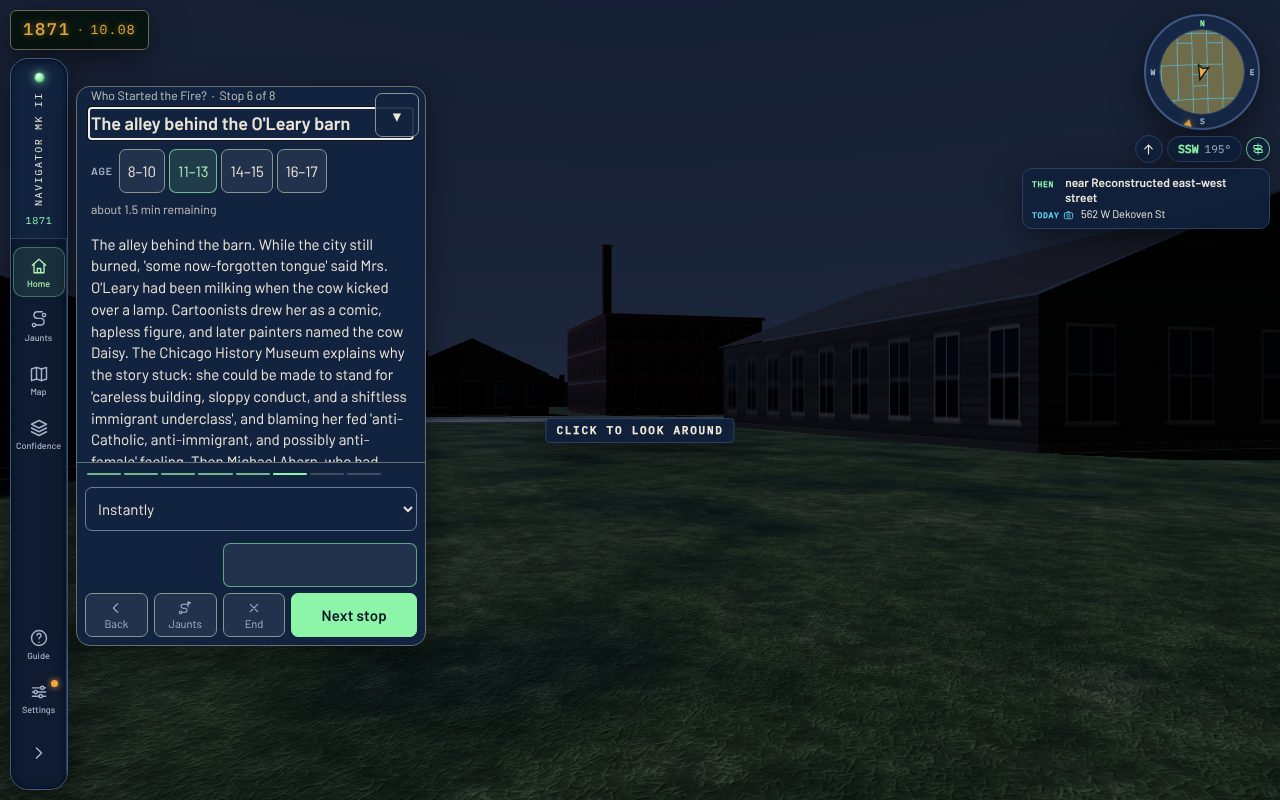 1871 · 10.08
NAVIGATOR MK II
1871
Home
Jaunts
Map
Confidence
Guide
Settings
Who Started the Fire? · Stop 6 of 8
The alley behind the O'Leary barn
▼
AGE 8–10 11–13 14–15 16–17
about 1.5 min remaining
The alley behind the barn. While the city still
burned, 'some now-forgotten tongue' said Mrs.
O'Leary had been milking when the cow kicked
over a lamp. Cartoonists drew her as a comic,
hapless figure, and later painters named the cow
Daisy. The Chicago History Museum explains why
the story stuck: she could be made to stand for
'careless building, sloppy conduct, and a shiftless
immigrant underclass', and blaming her fed 'anti-
Catholic, anti-immigrant, and possibly anti-
female' feeling. Then Michael Ahern, who had
Instantly
Back
Jaunts
End
Next stop
CLICK TO LOOK AROUND
N
W E
S
SSW 195°
THEN near Reconstructed east-west
street
TODAY 562 W Dekoven St